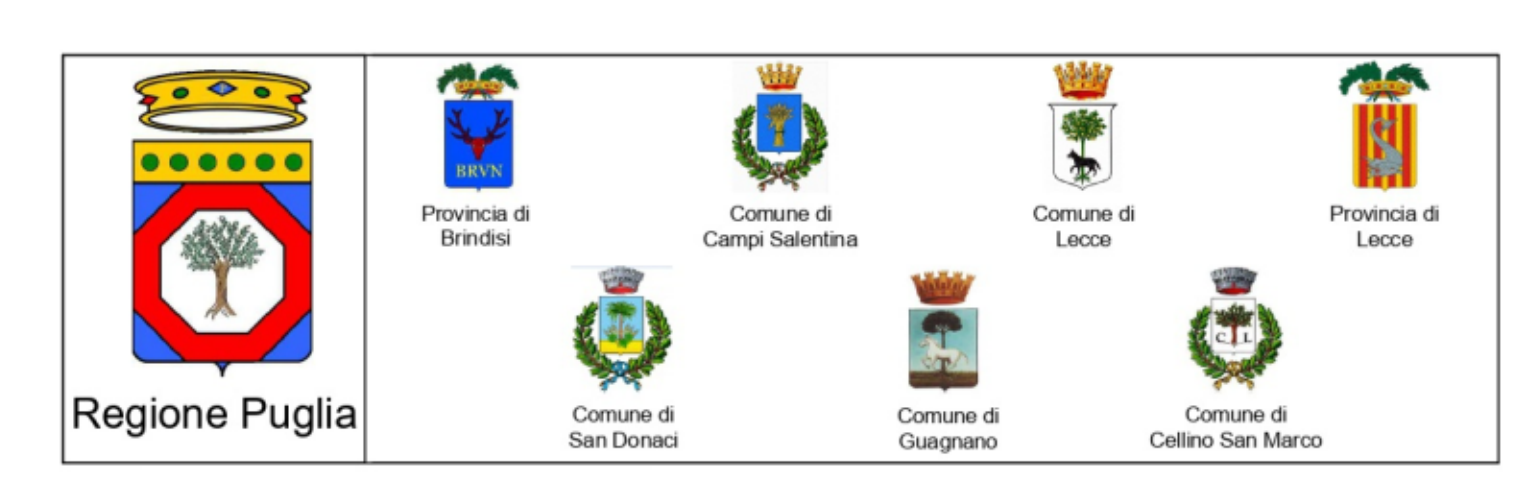 Regione Puglia
BRVN
Provincia di
Brindisi
Comune di
Campi Salentina
Comune di
Lecce
Provincia di
Lecce
Comune di
San Donaci
Comune di
Guagnano
C L
Comune di
Cellino San Marco